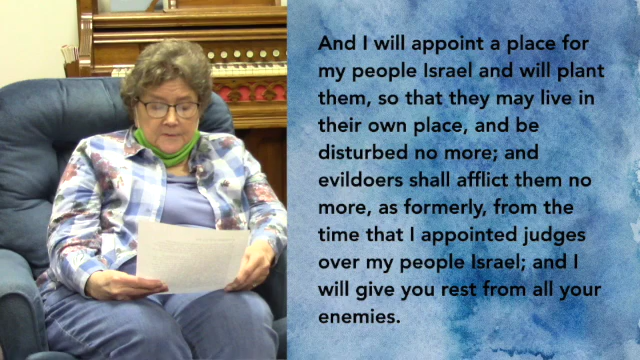 And I will appoint a place for
my people Israel and will plant
them, so that they may live in
their own place, and be
disturbed no more; and
evildoers shall afflict them no
more, as formerly, from the
time that I appointed judges
over my people Israel; and I
will give you rest from all your
enemies.